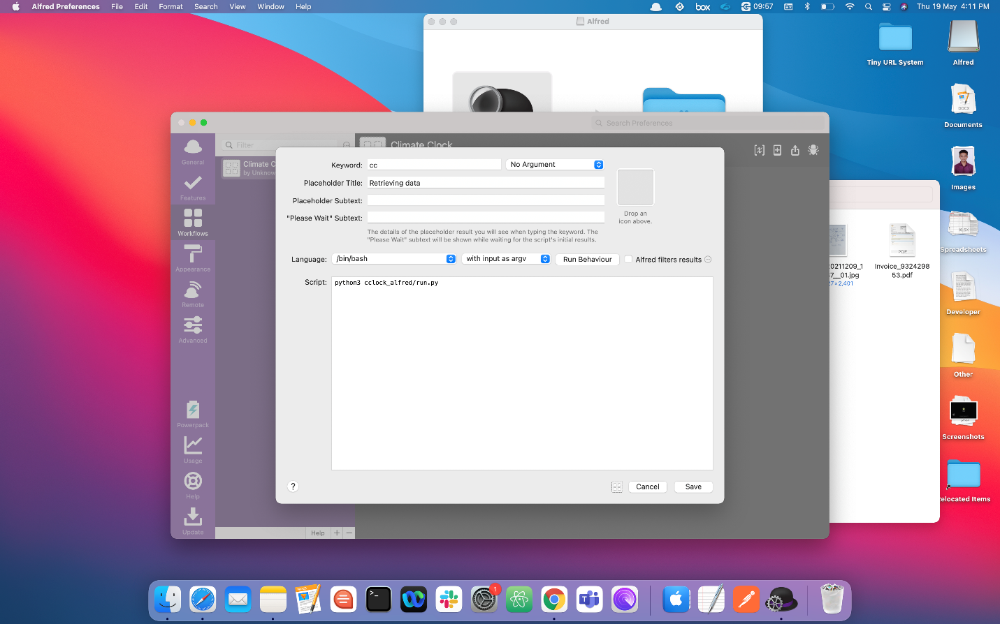 Alfred Preferences File Edit Format Search View Window Help
box 09:57 Thu 19 May 4:11 PM
Alfred
Tiny URL System
Alfred
DOCX
Documents
Images
XLSX
Spreadsheets
Developer
Other
Screenshots
elocated Items
Search Preferences
General
Features
Workflows
Appearance
Remote
Advanced
Powerpack
Usage
Help
Update
Filter
Climate C
by Unknow
Climate Clock
Keyword: cc No Argument
Placeholder Title: Retrieving data
Placeholder Subtext:
"Please Wait" Subtext:
Drop an
icon above.
The details of the placeholder result you will see when typing the keyword. The
"Please Wait" subtext will be shown while waiting for the script's initial results.
Language: /bin/bash with input as argv Run Behaviour Alfred filters results
Script: python3 cclock_alfred/run.py
? Cancel Save
Help + −
PDF
0211209_1
7__01.jpg
7×2,401
Invoice_9324298
53.pdf
1